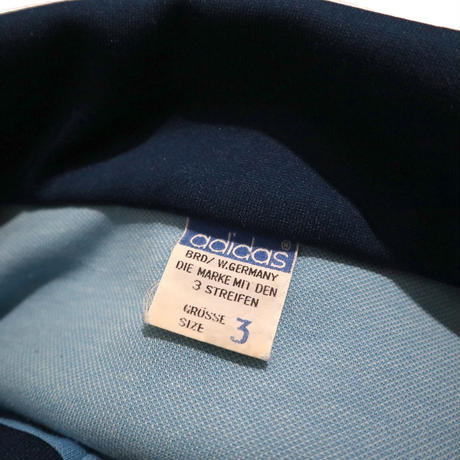 adidas®
BRD/W.GERMANY
DIE MARKE MIT DEN
3 STREIFEN
GRÖSSE
SIZE 3